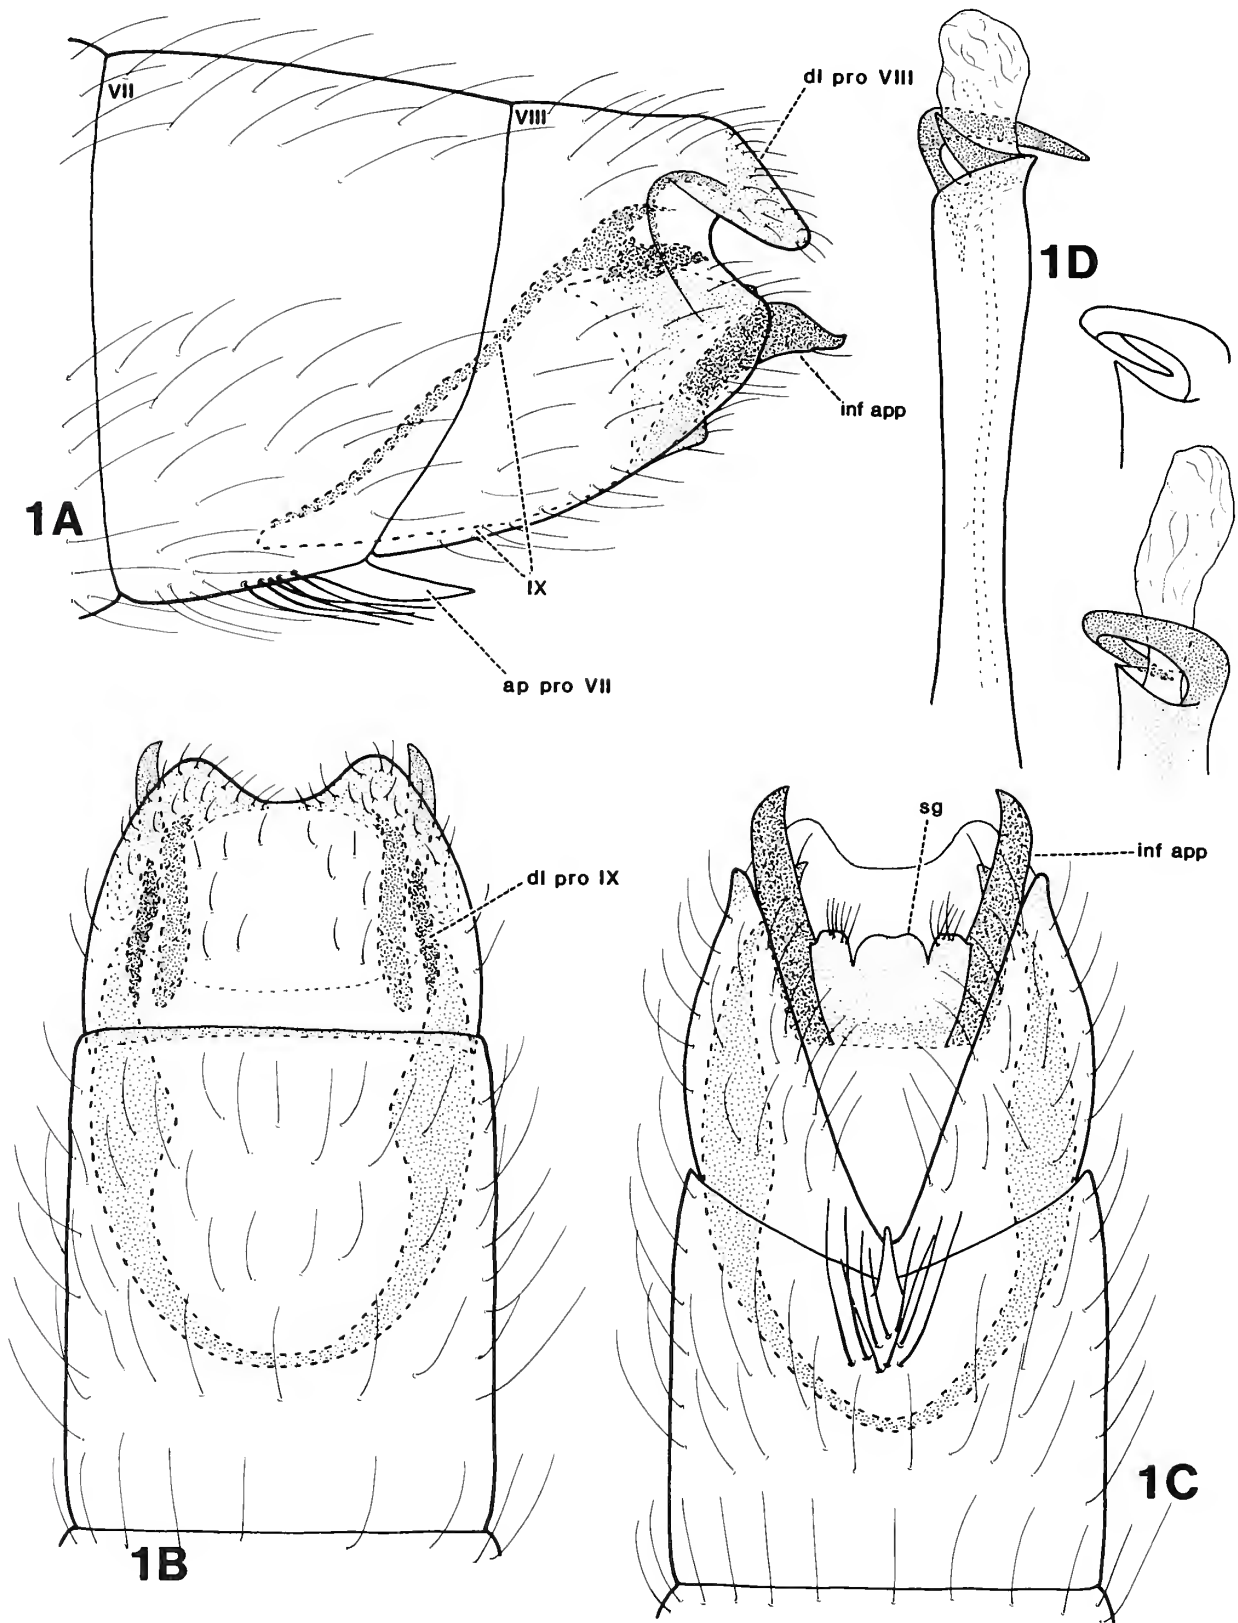 VII
VIII
dl pro VIII
1D
inf app
1A
IX
ap pro VII
sg
inf app
dl pro IX
1C
1B